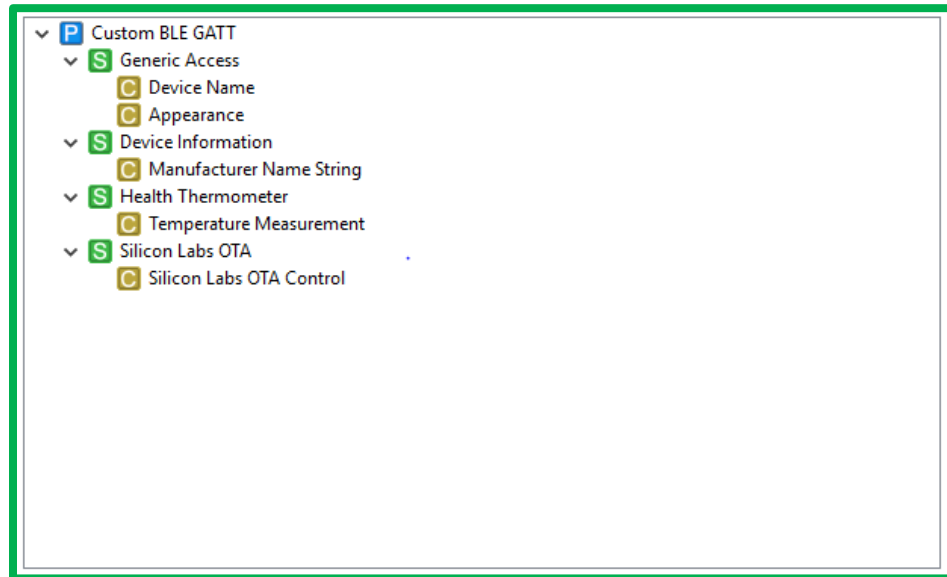 P Custom BLE GATT
S Generic Access
C Device Name
C Appearance
S Device Information
C Manufacturer Name String
S Health Thermometer
C Temperature Measurement
S Silicon Labs OTA
C Silicon Labs OTA Control